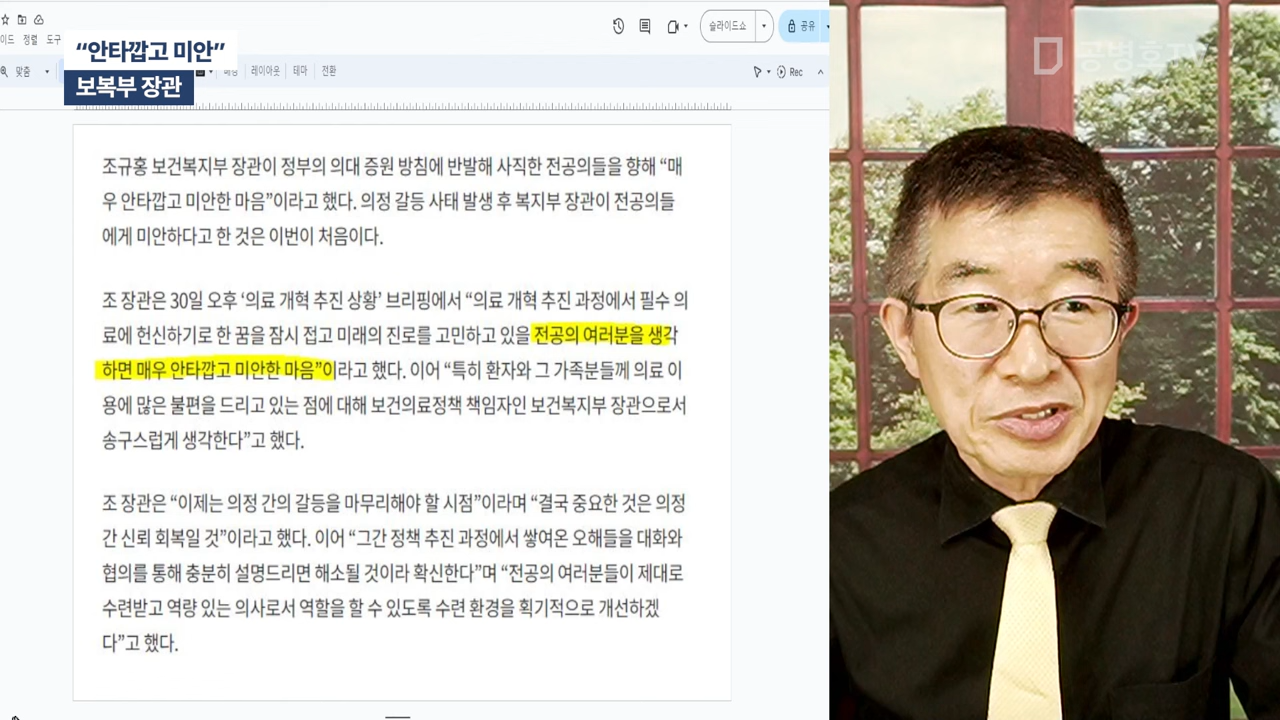 이드 정렬 도구
"안타깝고 미안"
보복부 장관
슬라이드쇼
공유
맞춤
배경 레이아웃 테마 전환
Rec
공병호TV
조규홍 보건복지부 장관이 정부의 의대 증원 방침에 반발해 사직한 전공의들을 향해 “매
우 안타깝고 미안한 마음”이라고 했다. 의정 갈등 사태 발생 후 복지부 장관이 전공의들
에게 미안하다고 한 것은 이번이 처음이다.
조 장관은 30일 오후 ‘의료 개혁 추진 상황’ 브리핑에서 “의료 개혁 추진 과정에서 필수 의
료에 헌신하기로 한 꿈을 잠시 접고 미래의 진로를 고민하고 있을 전공의 여러분을 생각
하면 매우 안타깝고 미안한 마음”이라고 했다. 이어 “특히 환자와 그 가족분들께 의료 이
용에 많은 불편을 드리고 있는 점에 대해 보건의료정책 책임자인 보건복지부 장관으로서
송구스럽게 생각한다”고 했다.
조 장관은 “이제는 의정 간의 갈등을 마무리해야 할 시점”이라며 “결국 중요한 것은 의정
간 신뢰 회복일 것”이라고 했다. 이어 “그간 정책 추진 과정에서 쌓여온 오해들을 대화와
협의를 통해 충분히 설명드리면 해소될 것이라 확신한다”며 “전공의 여러분들이 제대로
수련받고 역량 있는 의사로서 역할을 할 수 있도록 수련 환경을 획기적으로 개선하겠
다”고 했다.